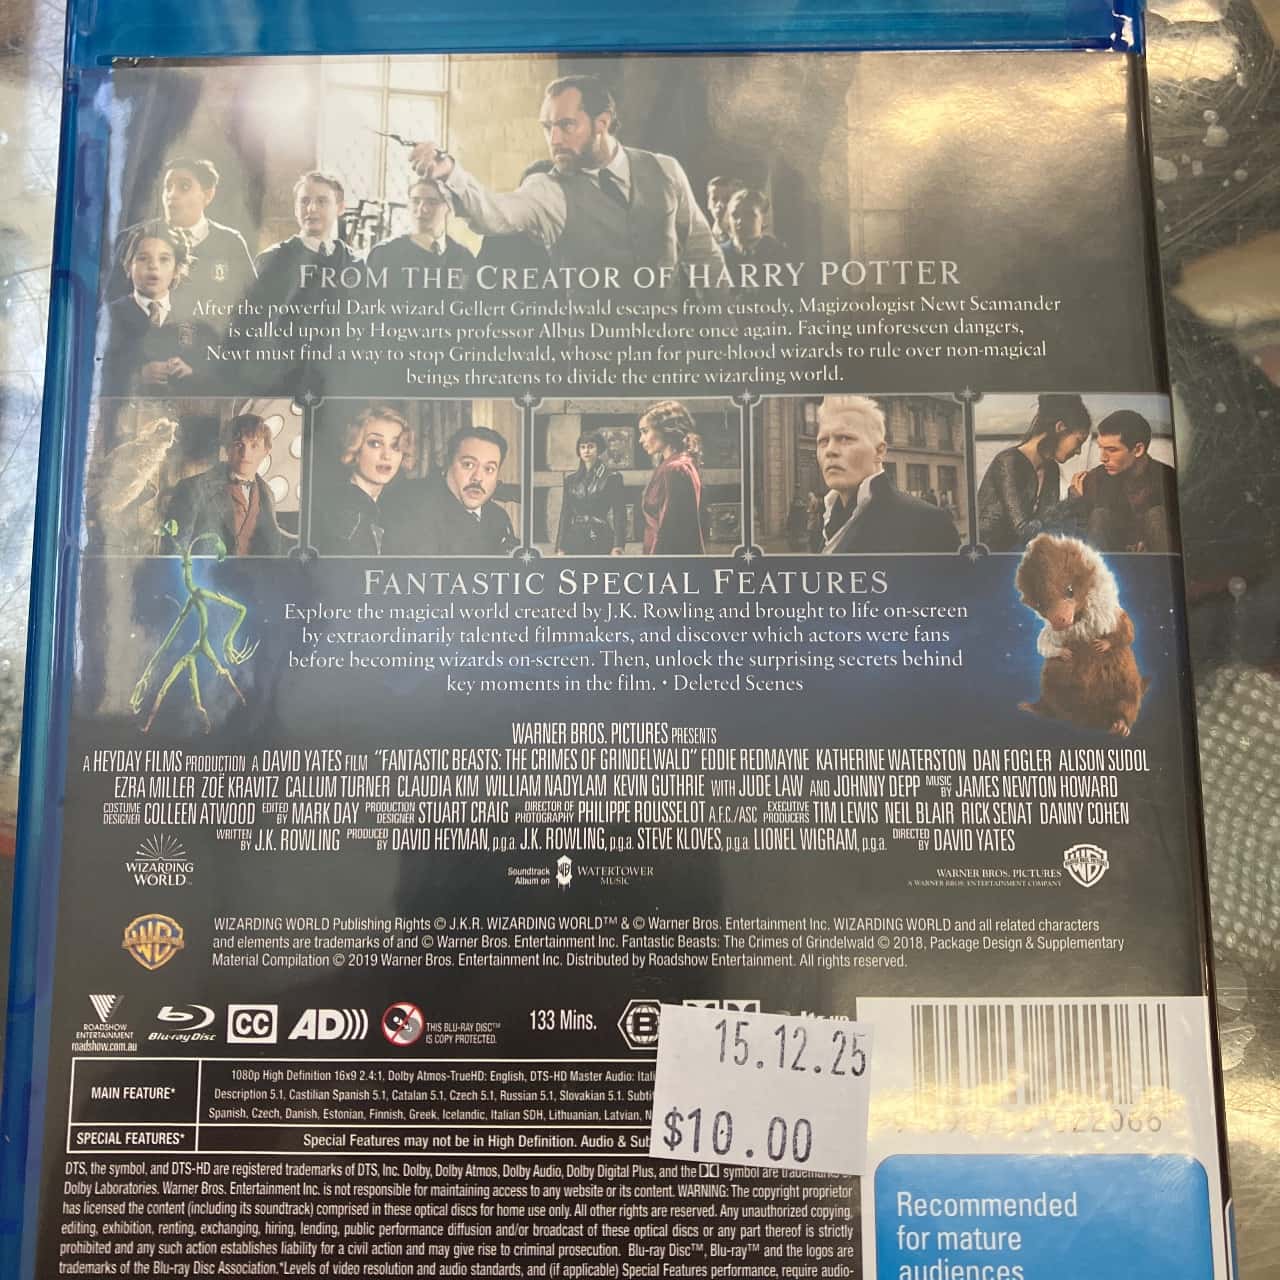 FROM THE CREATOR OF HARRY POTTER
After the powerful Dark wizard Gellert Grindelwald escapes from custody, Magizoologist Newt Scamander
is called upon by Hogwarts professor Albus Dumbledore once again. Facing unforeseen dangers,
Newt must find a way to stop Grindelwald, whose plan for pure-blood wizards to rule over non-magical
beings threatens to divide the entire wizarding world.
FANTASTIC SPECIAL FEATURES
Explore the magical world created by J.K. Rowling and brought to life on-screen
by extraordinarily talented filmmakers, and discover which actors were fans
before becoming wizards on-screen. Then, unlock the surprising secrets behind
key moments in the film. • Deleted Scenes
WARNER BROS. PICTURES PRESENTS
A HEYDAY FILMS PRODUCTION A DAVID YATES FILM "FANTASTIC BEASTS: THE CRIMES OF GRINDELWALD" EDDIE REDMAYNE KATHERINE WATERSTON DAN FOGLER ALISON SUDOL
EZRA MILLER ZOË KRAVITZ CALLUM TURNER CLAUDIA KIM WILLIAM NADYLAM KEVIN GUTHRIE WITH JUDE LAW AND JOHNNY DEPP MUSIC BY JAMES NEWTON HOWARD
COSTUME DESIGNER COLLEEN ATWOOD EDITED BY MARK DAY PRODUCTION DESIGNER STUART CRAIG DIRECTOR OF PHOTOGRAPHY PHILIPPE ROUSSELOT A.F.C./ASC EXECUTIVE PRODUCERS TIM LEWIS NEIL BLAIR RICK SENAT DANNY COHEN
WRITTEN BY J.K. ROWLING PRODUCED BY DAVID HEYMAN, p.g.a. J.K. ROWLING, p.g.a. STEVE KLOVES, p.g.a. LIONEL WIGRAM, p.g.a. DIRECTED BY DAVID YATES
WIZARDING
WORLD™
Soundtrack
Album on
WATERTOWER
MUSIC
WARNER BROS. PICTURES
A WARNER BROS. ENTERTAINMENT COMPANY
WIZARDING WORLD Publishing Rights © J.K.R. WIZARDING WORLD™ & © Warner Bros. Entertainment Inc. WIZARDING WORLD and all related characters
and elements are trademarks of and © Warner Bros. Entertainment Inc. Fantastic Beasts: The Crimes of Grindelwald © 2018, Package Design & Supplementary
Material Compilation © 2019 Warner Bros. Entertainment Inc. Distributed by Roadshow Entertainment. All rights reserved.
ROADSHOW
ENTERTAINMENT
roadshow.com.au
Blu-ray Disc
CC
AD)))
THIS BLU-RAY DISC™
IS COPY PROTECTED.
133 Mins.
B
15.12.25
$10.00
MAIN FEATURE*
1080p High Definition 16x9 2.4:1, Dolby Atmos-TrueHD: English, DTS-HD Master Audio: Itali
Description 5.1, Castilian Spanish 5.1, Catalan 5.1, Czech 5.1, Russian 5.1, Slovakian 5.1. Subti
Spanish, Czech, Danish, Estonian, Finnish, Greek, Icelandic, Italian SDH, Lithuanian, Latvian, N
SPECIAL FEATURES*
Special Features may not be in High Definition. Audio & Sub
DTS, the symbol, and DTS-HD are registered trademarks of DTS, Inc. Dolby, Dolby Atmos, Dolby Audio, Dolby Digital Plus, and the symbol are trademarks of
Dolby Laboratories. Warner Bros. Entertainment Inc. is not responsible for maintaining access to any website or its content. WARNING: The copyright proprietor
has licensed the content (including its soundtrack) comprised in these optical discs for home use only. All other rights are reserved. Any unauthorized copying,
editing, exhibition, renting, exchanging, hiring, lending, public performance diffusion and/or broadcast of these optical discs or any part thereof is strictly
prohibited and any such action establishes liability for a civil action and may give rise to criminal prosecution. Blu-ray Disc™, Blu-ray™ and the logos are
trademarks of the Blu-ray Disc Association. *Levels of video resolution and audio standards, and (if applicable) Special Features performance, require audio-
Recommended
for mature
audiences